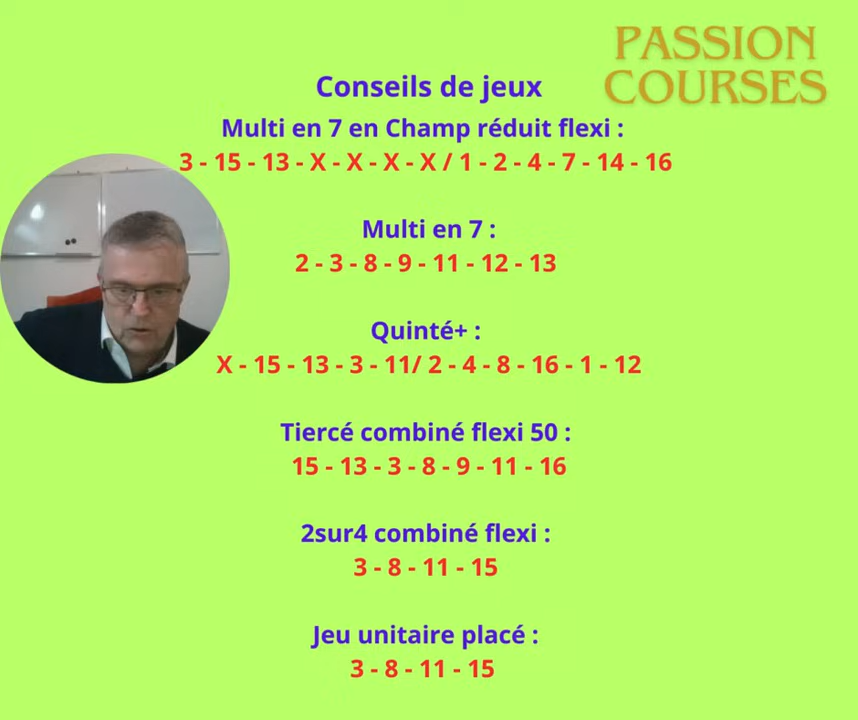 PASSION
COURSES
Conseils de jeux
Multi en 7 en Champ réduit flexi :
3 - 15 - 13 - X - X - X - X / 1 - 2 - 4 - 7 - 14 - 16
Multi en 7 :
2 - 3 - 8 - 9 - 11 - 12 - 13
Quinté+ :
X - 15 - 13 - 3 - 11/ 2 - 4 - 8 - 16 - 1 - 12
Tiercé combiné flexi 50 :
15 - 13 - 3 - 8 - 9 - 11 - 16
2sur4 combiné flexi :
3 - 8 - 11 - 15
Jeu unitaire placé :
3 - 8 - 11 - 15